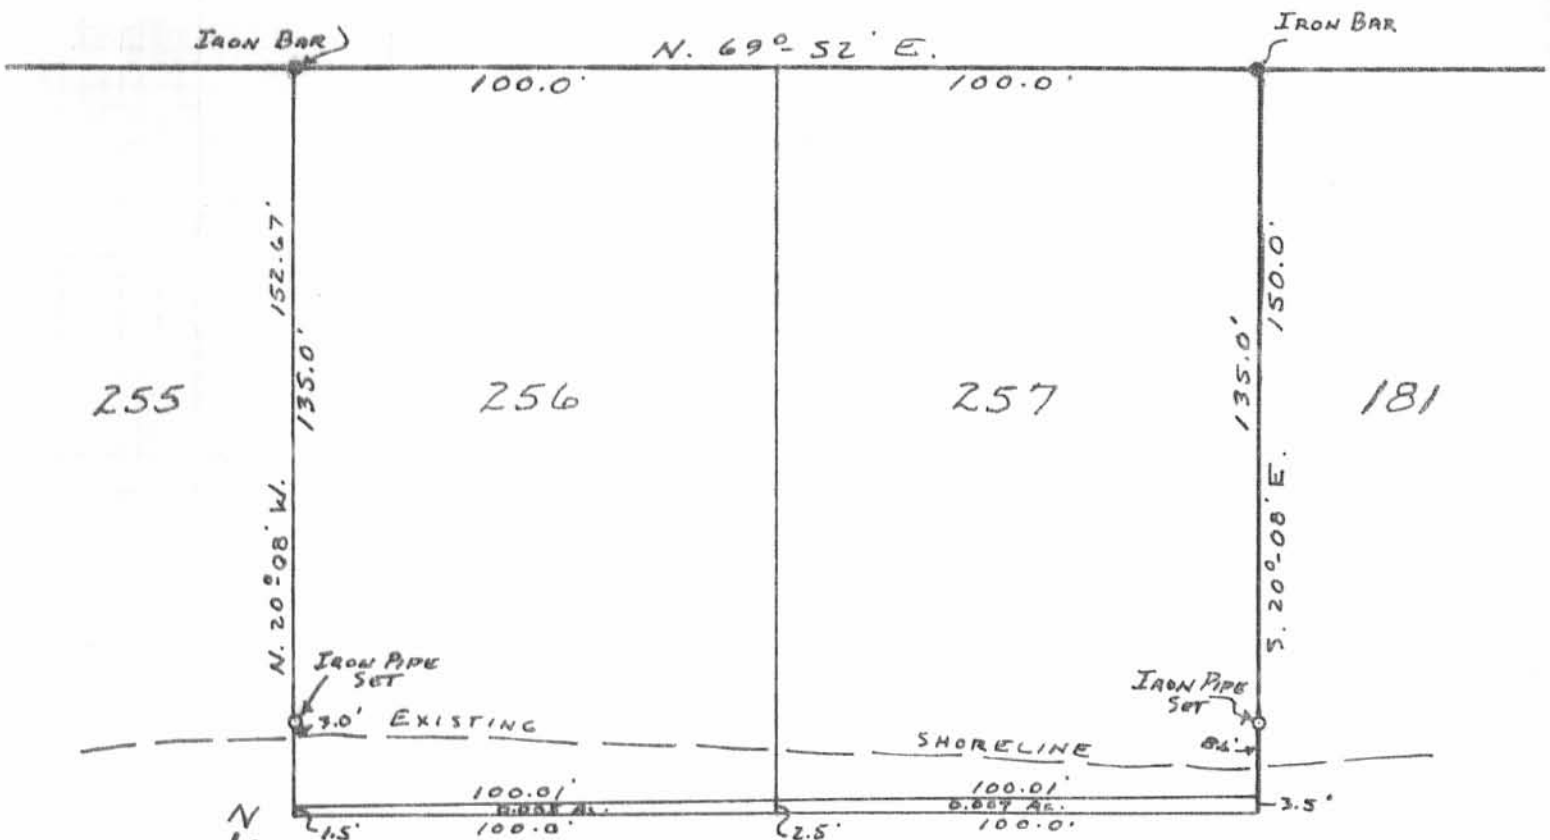 IRON BAR
N. 69°-52' E.
IRON BAR
100.0'
100.0'
152.67'
135.0'
150.0'
135.0'
255
256
257
181
N. 20°-08' W.
S. 20°-08' E.
IRON PIPE
SET
IRON PIPE
SET
EXISTING
SHORELINE
100.01'
100.01'
0.007 AC.
3.5'
N
1.5'
100.0'
2.5'
100.0'